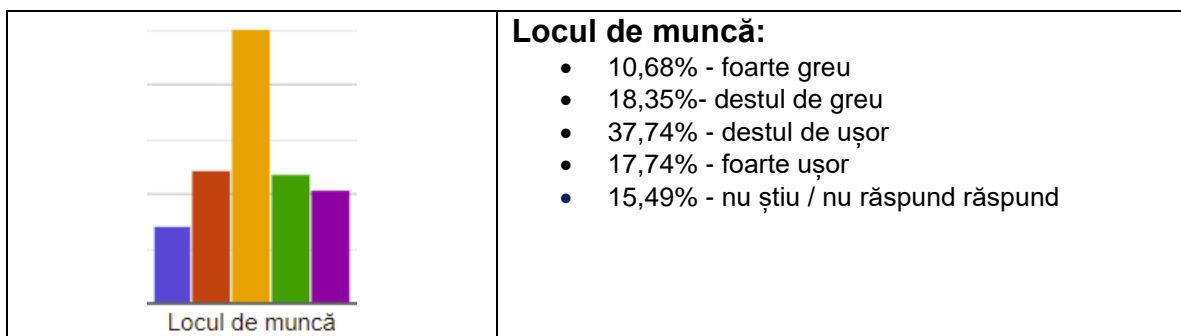 Locul de muncă
Locul de muncă:
• 10,68% - foarte greu
• 18,35%- destul de greu
• 37,74% - destul de ușor
• 17,74% - foarte ușor
• 15,49% - nu știu / nu răspund răspund